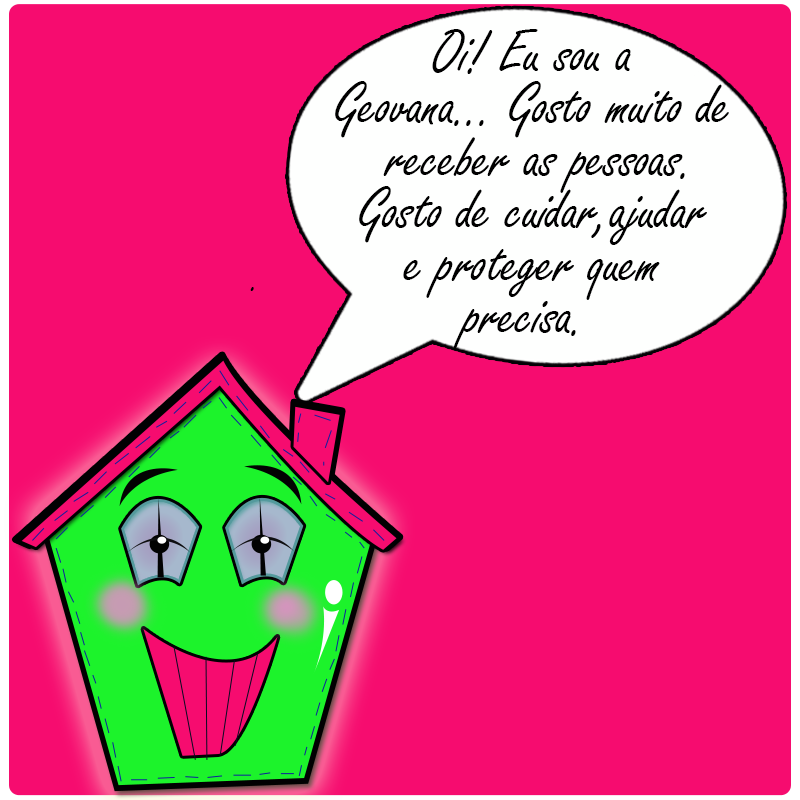 Oi! Eu sou a
Geovana... Gosto muito de
receber as pessoas.
Gosto de cuidar, ajudar
e proteger quem
precisa.